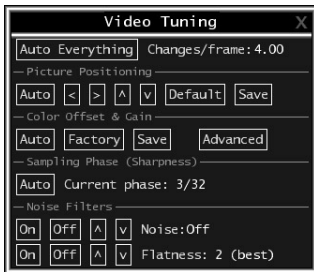 Video Tuning X
Auto Everything Changes/frame:4.00
Picture Positioning
Auto < > ^ v Default Save
Color Offset & Gain
Auto Factory Save Advanced
Sampling Phase (Sharpness)
Auto Current phase: 3/32
Noise Filters
On Off ^ v Noise:Off
On Off ^ v Flatness: 2 (best)